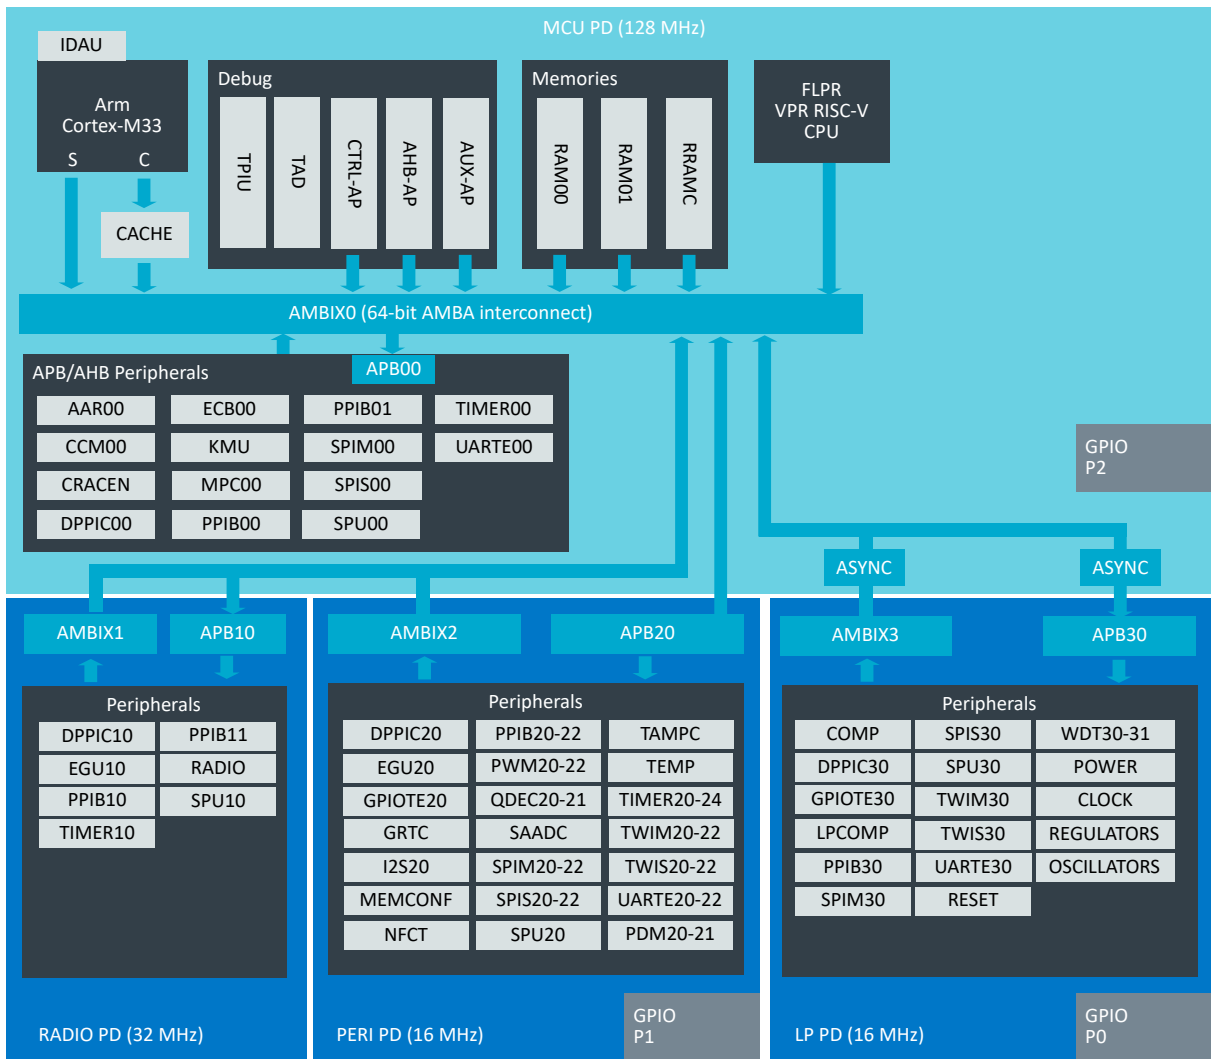 MCU PD (128 MHz)
IDAU
Arm
Cortex-M33
S
C
CACHE
Debug
TPIU
TAD
CTRL-AP
AHB-AP
AUX-AP
Memories
RAM00
RAM01
RRAMC
FLPR
VPR RISC-V
CPU
AMBIX0 (64-bit AMBA interconnect)
APB/AHB Peripherals
APB00
AAR00
ECB00
PPIB01
TIMER00
CCM00
KMU
SPIM00
UARTE00
CRACEN
MPC00
SPIS00
DPPIC00
PPIB00
SPU00
GPIO
P2
ASYNC
ASYNC
AMBIX1
APB10
Peripherals
DPPIC10
PPIB11
EGU10
RADIO
PPIB10
SPU10
TIMER10
RADIO PD (32 MHz)
AMBIX2
APB20
Peripherals
DPPIC20
PPIB20-22
TAMPC
EGU20
PWM20-22
TEMP
GPIOTE20
QDEC20-21
TIMER20-24
GRTC
SAADC
TWIM20-22
I2S20
SPIM20-22
TWIS20-22
MEMCONF
SPIS20-22
UARTE20-22
NFCT
SPU20
PDM20-21
PERI PD (16 MHz)
GPIO
P1
AMBIX3
APB30
Peripherals
COMP
SPIS30
WDT30-31
DPPIC30
SPU30
POWER
GPIOTE30
TWIM30
CLOCK
LPCOMP
TWIS30
REGULATORS
PPIB30
UARTE30
OSCILLATORS
SPIM30
RESET
LP PD (16 MHz)
GPIO
P0